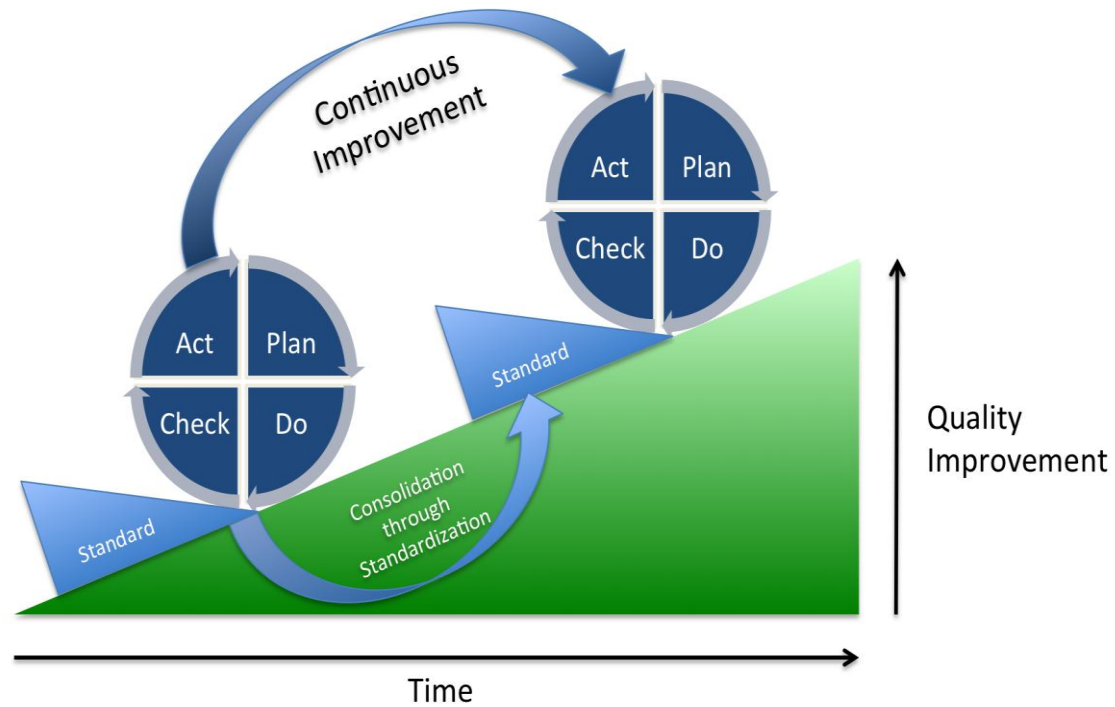 Continuous
Improvement
Act
Plan
Check
Do
Act
Plan
Check
Do
Standard
Standard
Consolidation
through
Standardization
Quality
Improvement
Time